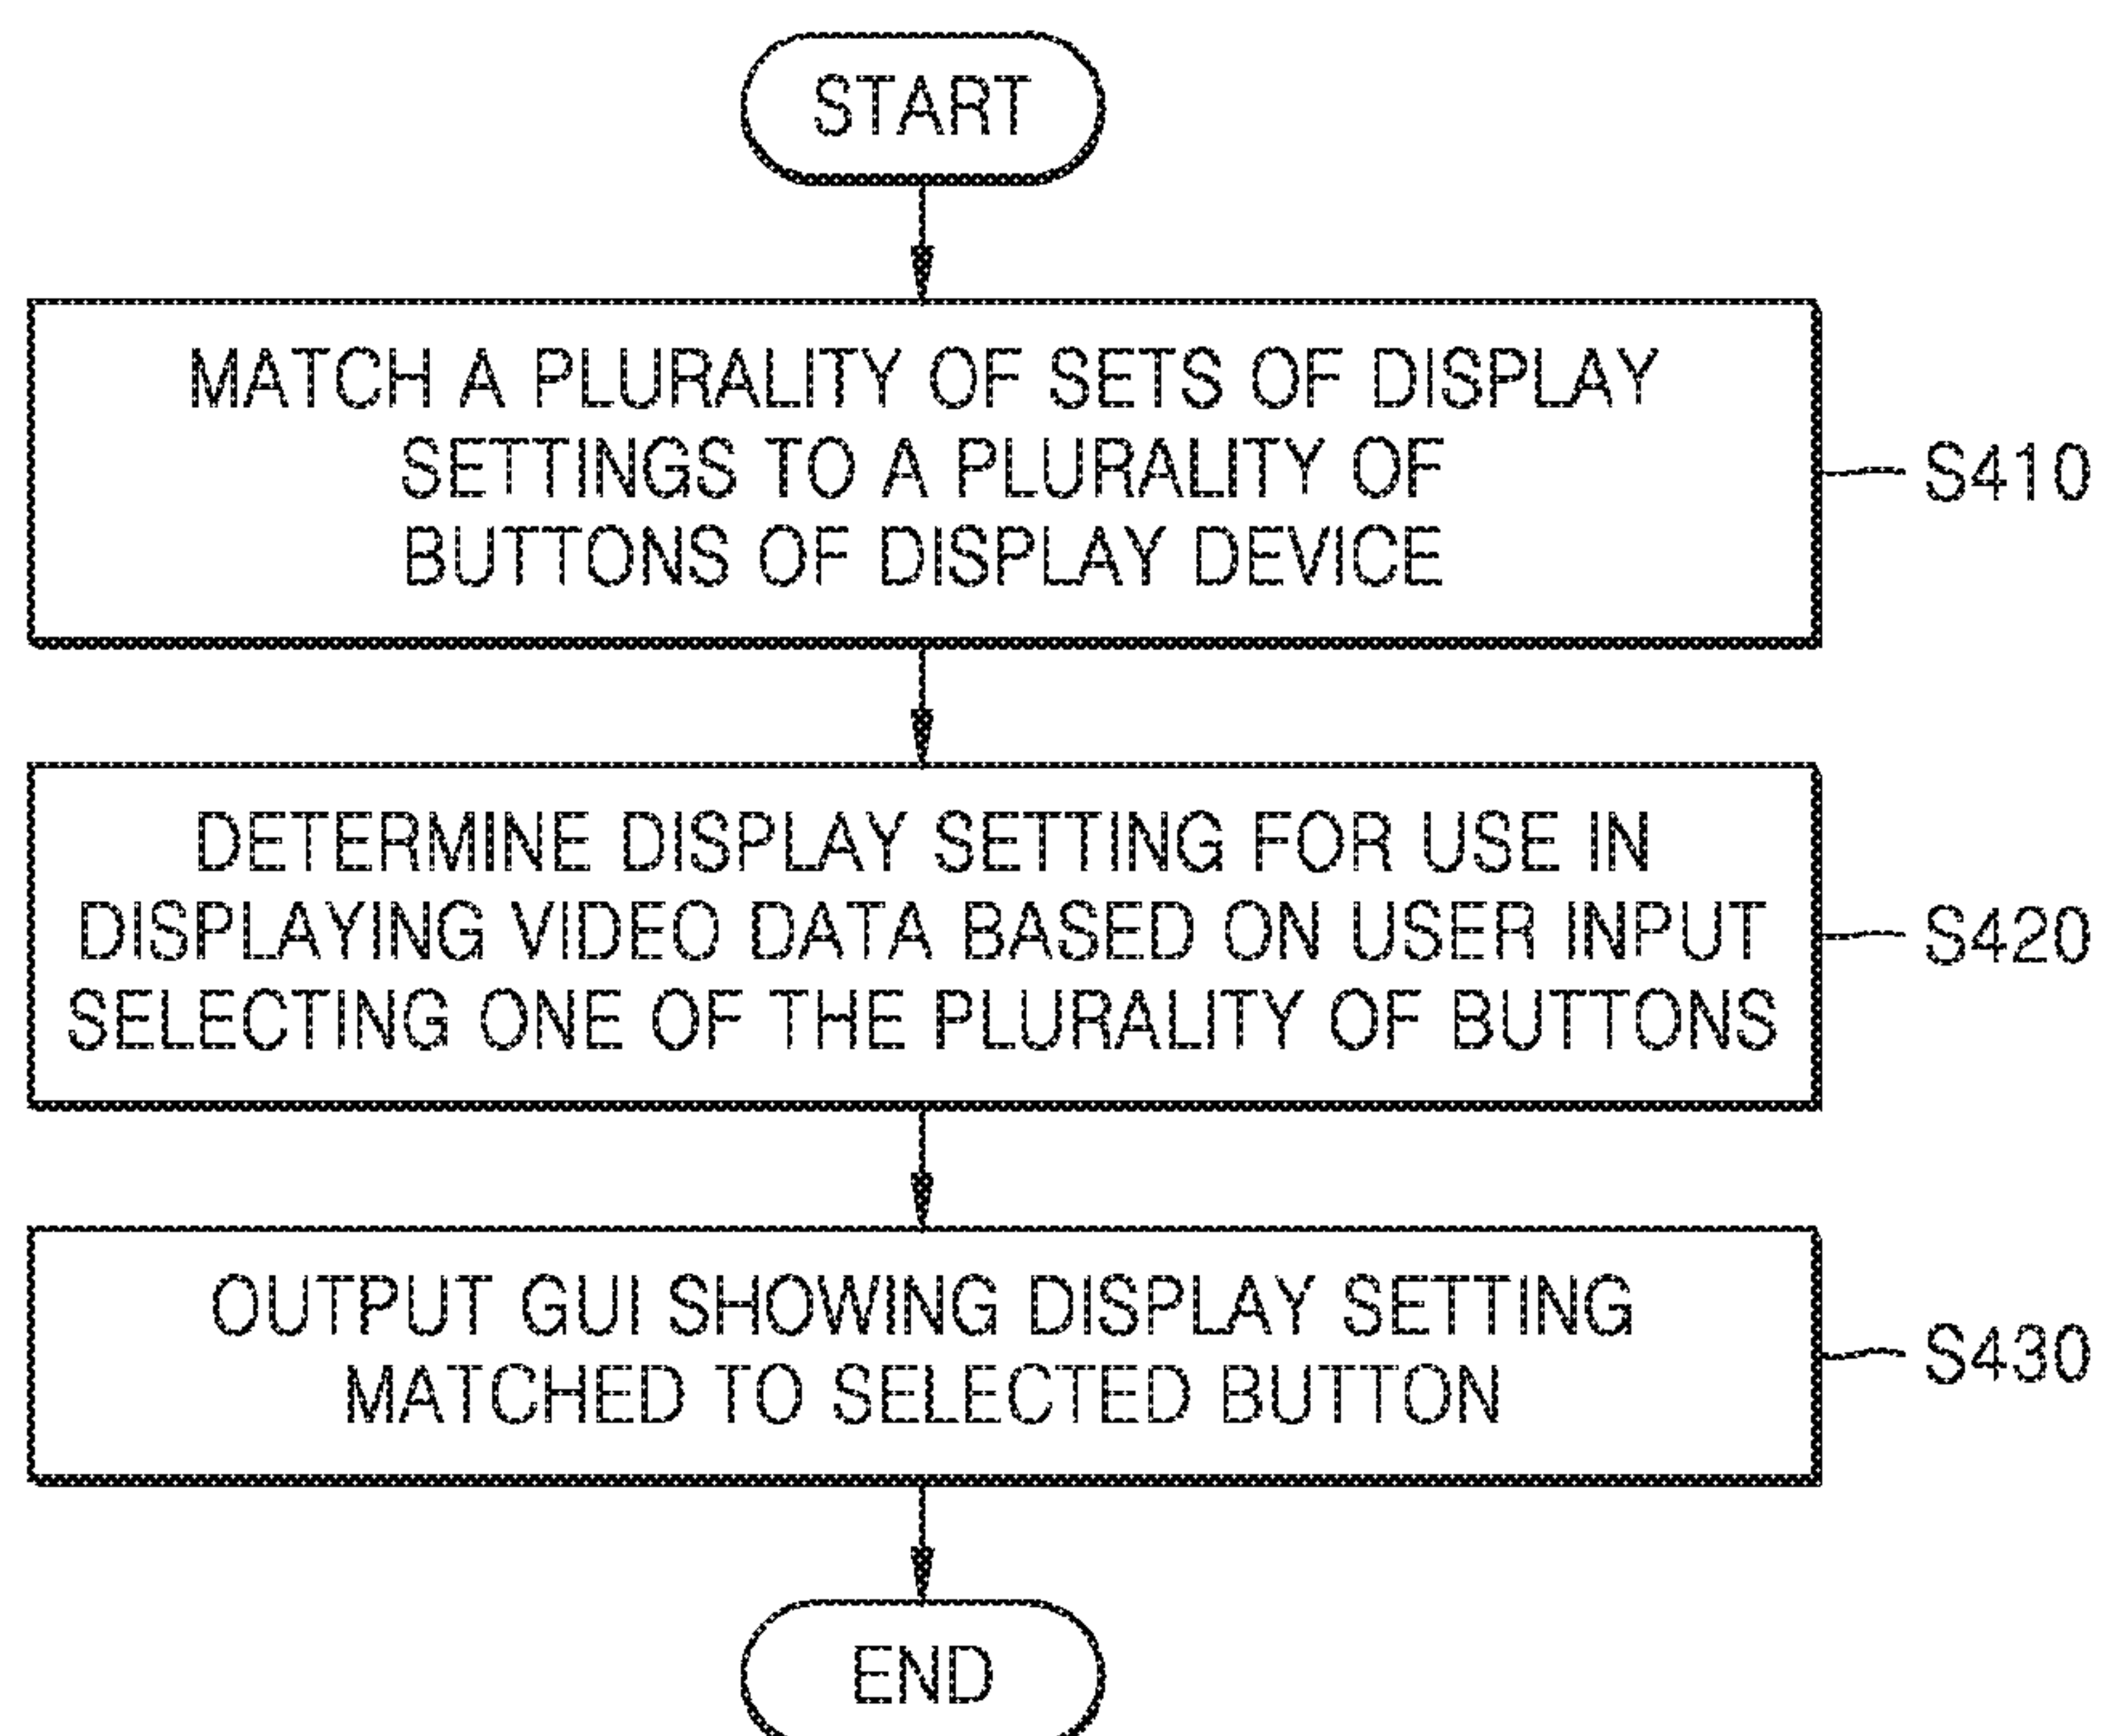 START
MATCH A PLURALITY OF SETS OF DISPLAY
SETTINGS TO A PLURALITY OF
BUTTONS OF DISPLAY DEVICE
S410
DETERMINE DISPLAY SETTING FOR USE IN
DISPLAYING VIDEO DATA BASED ON USER INPUT
SELECTING ONE OF THE PLURALITY OF BUTTONS
S420
OUTPUT GUI SHOWING DISPLAY SETTING
MATCHED TO SELECTED BUTTON
S430
END